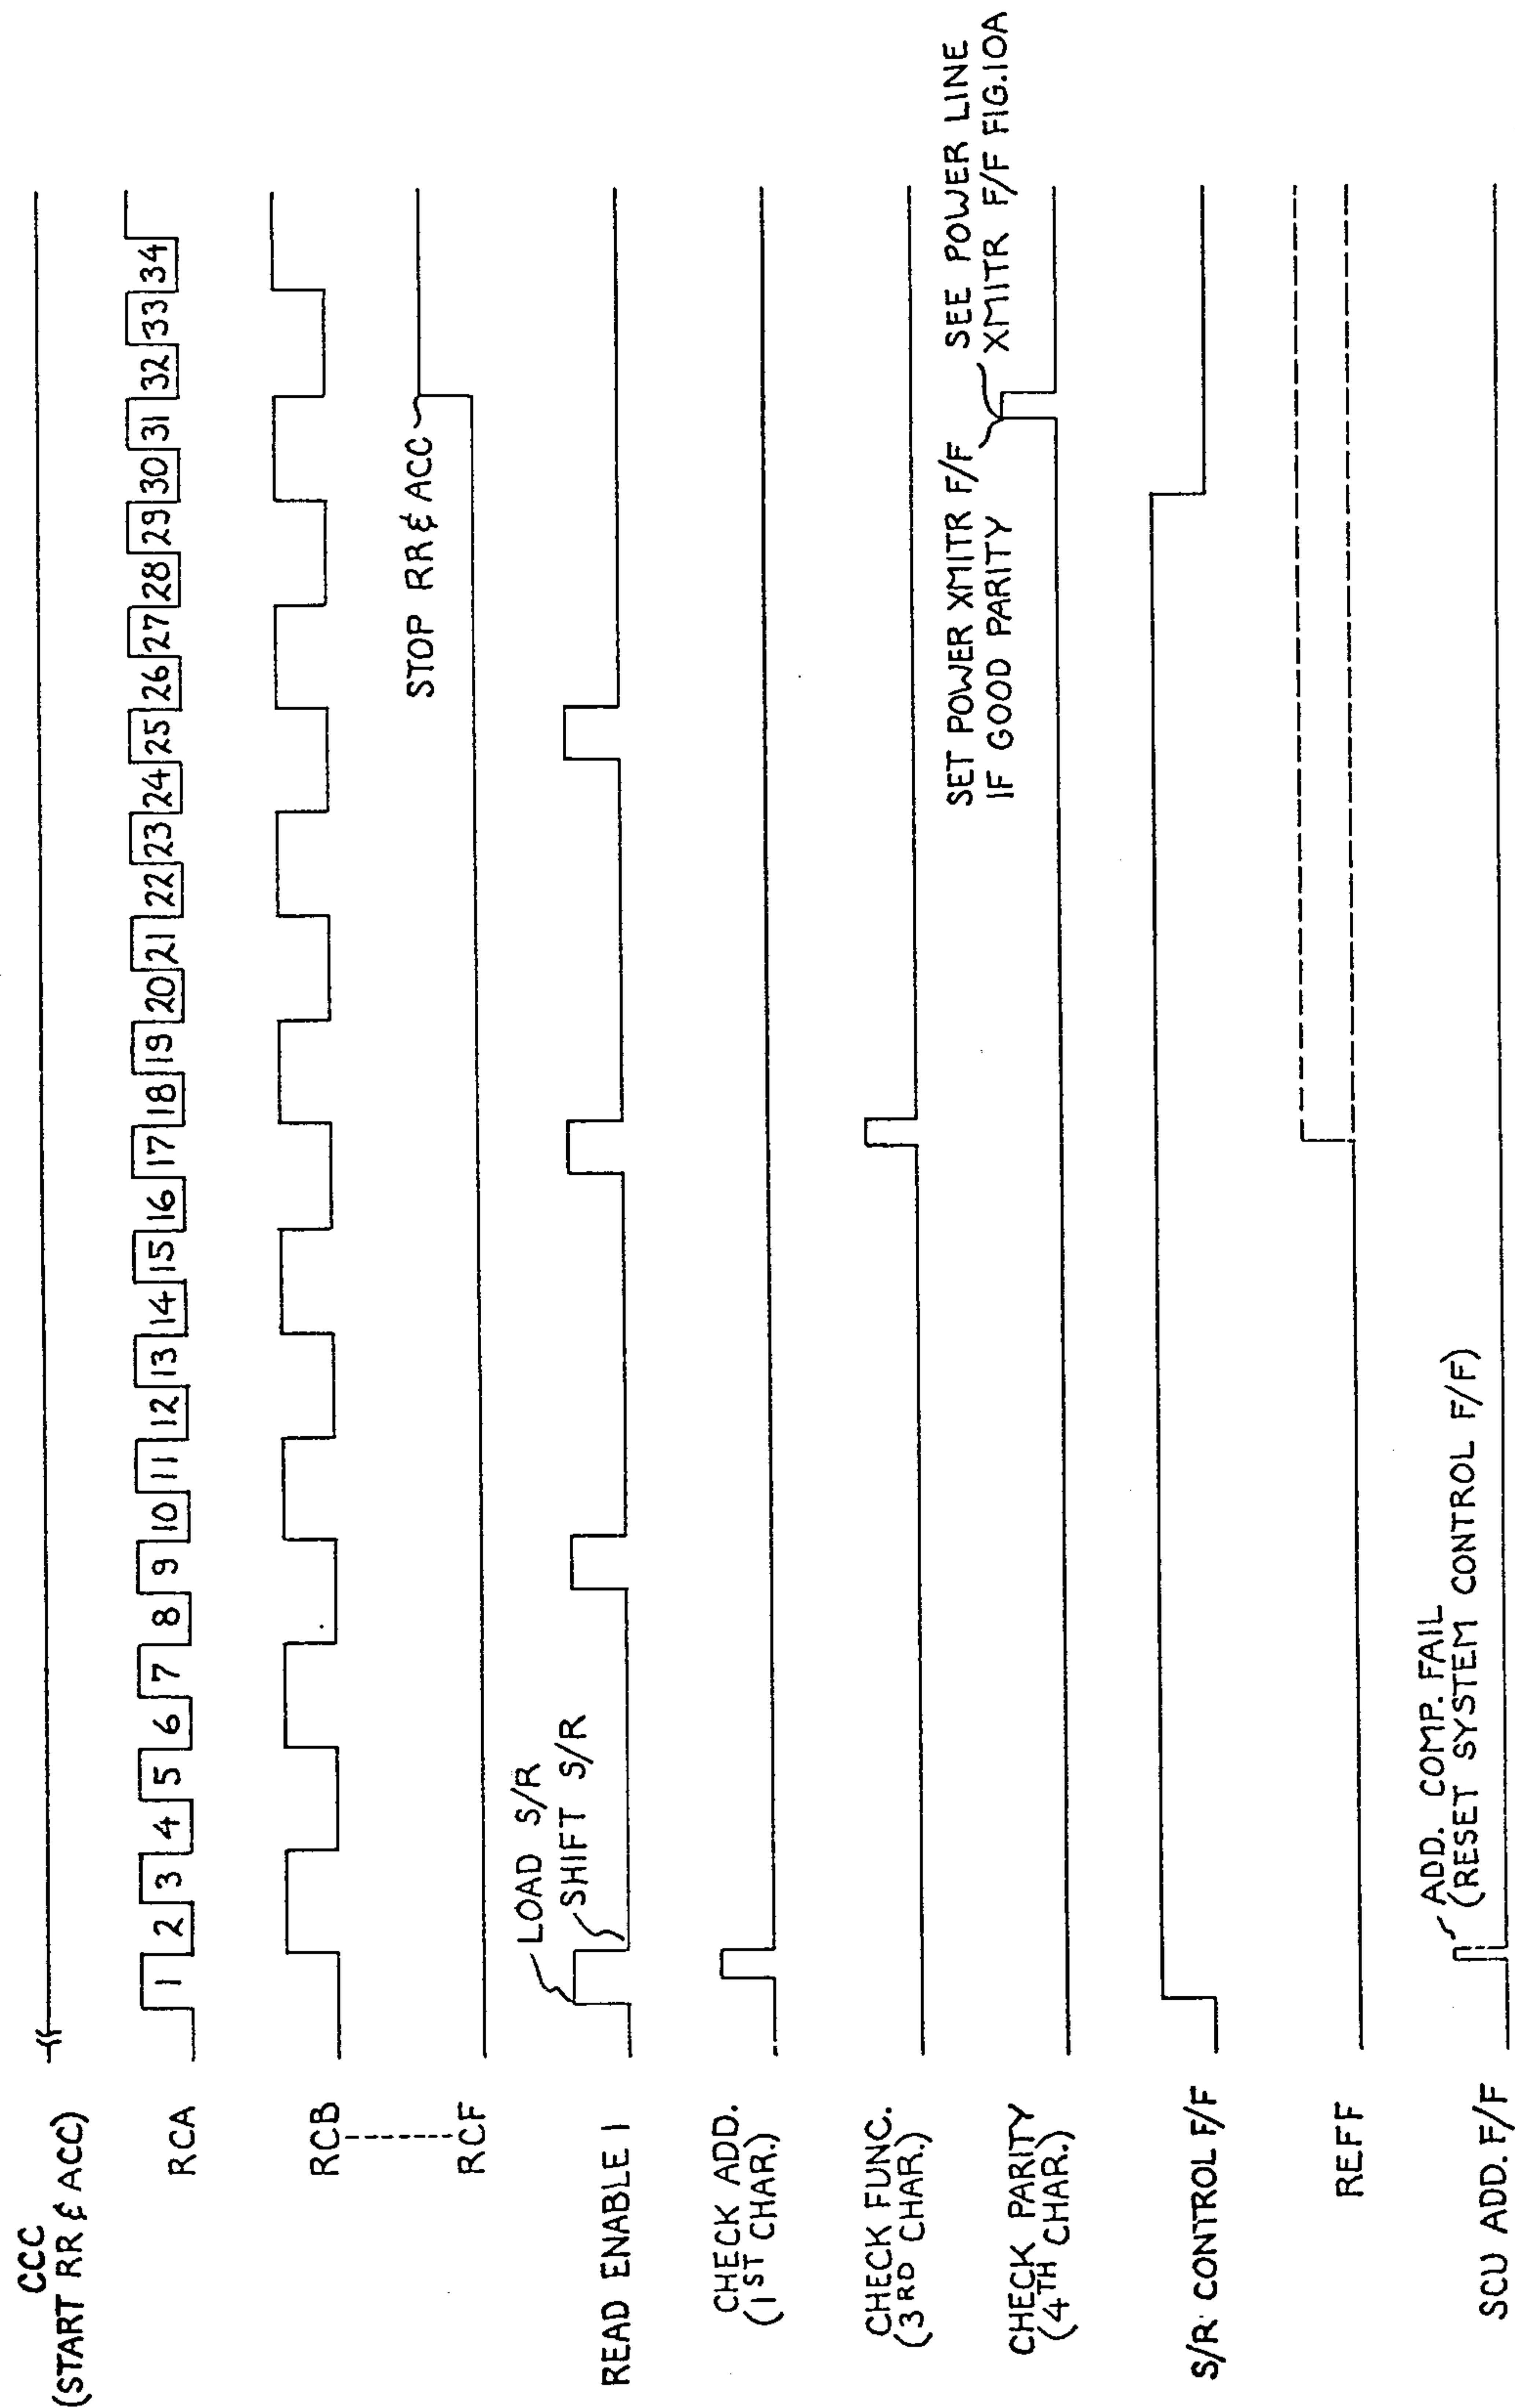 CCC
(START RR & ACC)
RCA
1 2 3 4 5 6 7 8 9 10 11 12 13 14 15 16 17 18 19 20 21 22 23 24 25 26 27 28 29 30 31 32 33 34
RCB
RCF
STOP RR & ACC
READ ENABLE 1
LOAD S/R
SHIFT S/R
CHECK ADD.
(1ST CHAR.)
CHECK FUNC.
(3RD CHAR.)
CHECK PARITY
(4TH CHAR.)
SET POWER XMITR F/F
IF GOOD PARITY
SEE POWER LINE
XMITR F/F FIG.10A
S/R CONTROL F/F
REFF
SCU ADD. F/F
ADD. COMP. FAIL
(RESET SYSTEM CONTROL F/F)